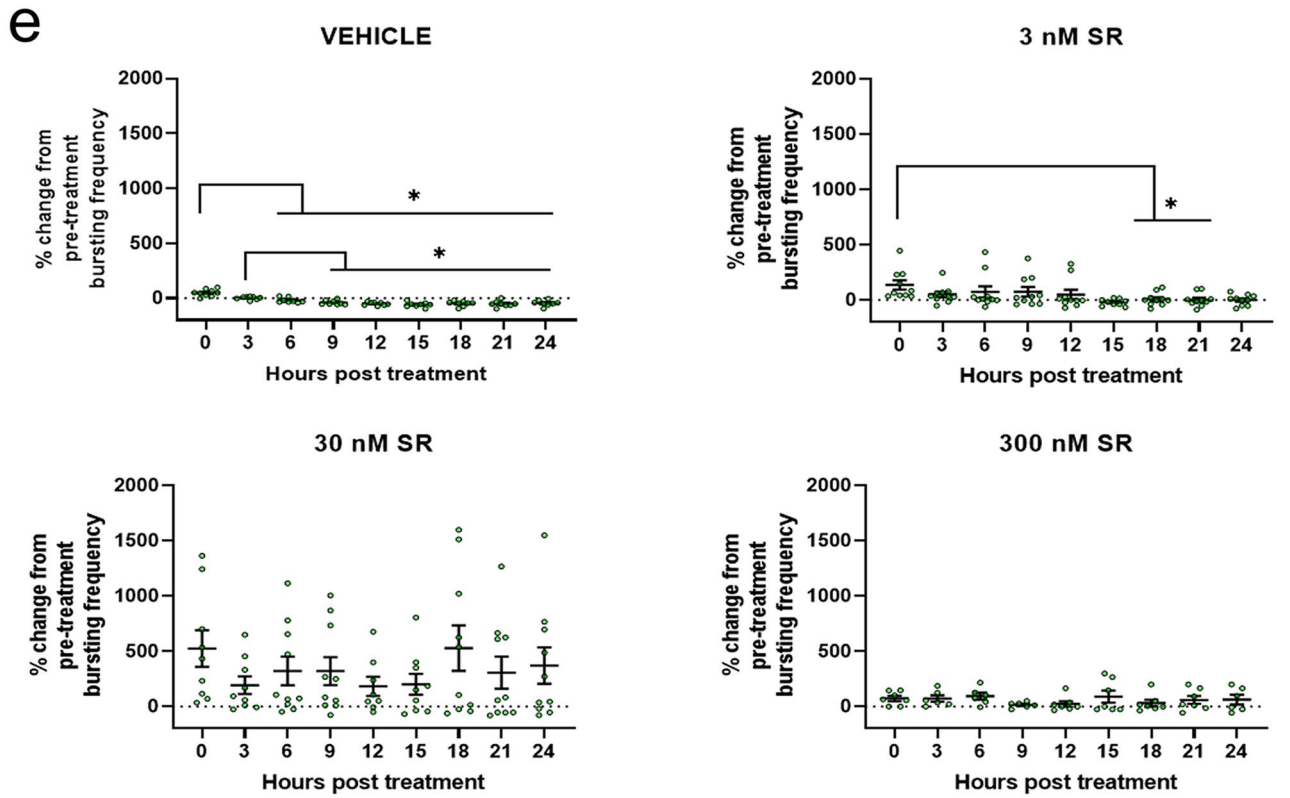 e
VEHICLE
% change from
pre-treatment
bursting frequency
2000
1500
1000
500
0
*
*
0 3 6 9 12 15 18 21 24
Hours post treatment
3 nM SR
% change from
pre-treatment
bursting frequency
2000
1500
1000
500
0
*
0 3 6 9 12 15 18 21 24
Hours post treatment
30 nM SR
% change from
pre-treatment
bursting frequency
2000
1500
1000
500
0
0 3 6 9 12 15 18 21 24
Hours post treatment
300 nM SR
% change from
pre-treatment
bursting frequency
2000
1500
1000
500
0
0 3 6 9 12 15 18 21 24
Hours post treatment